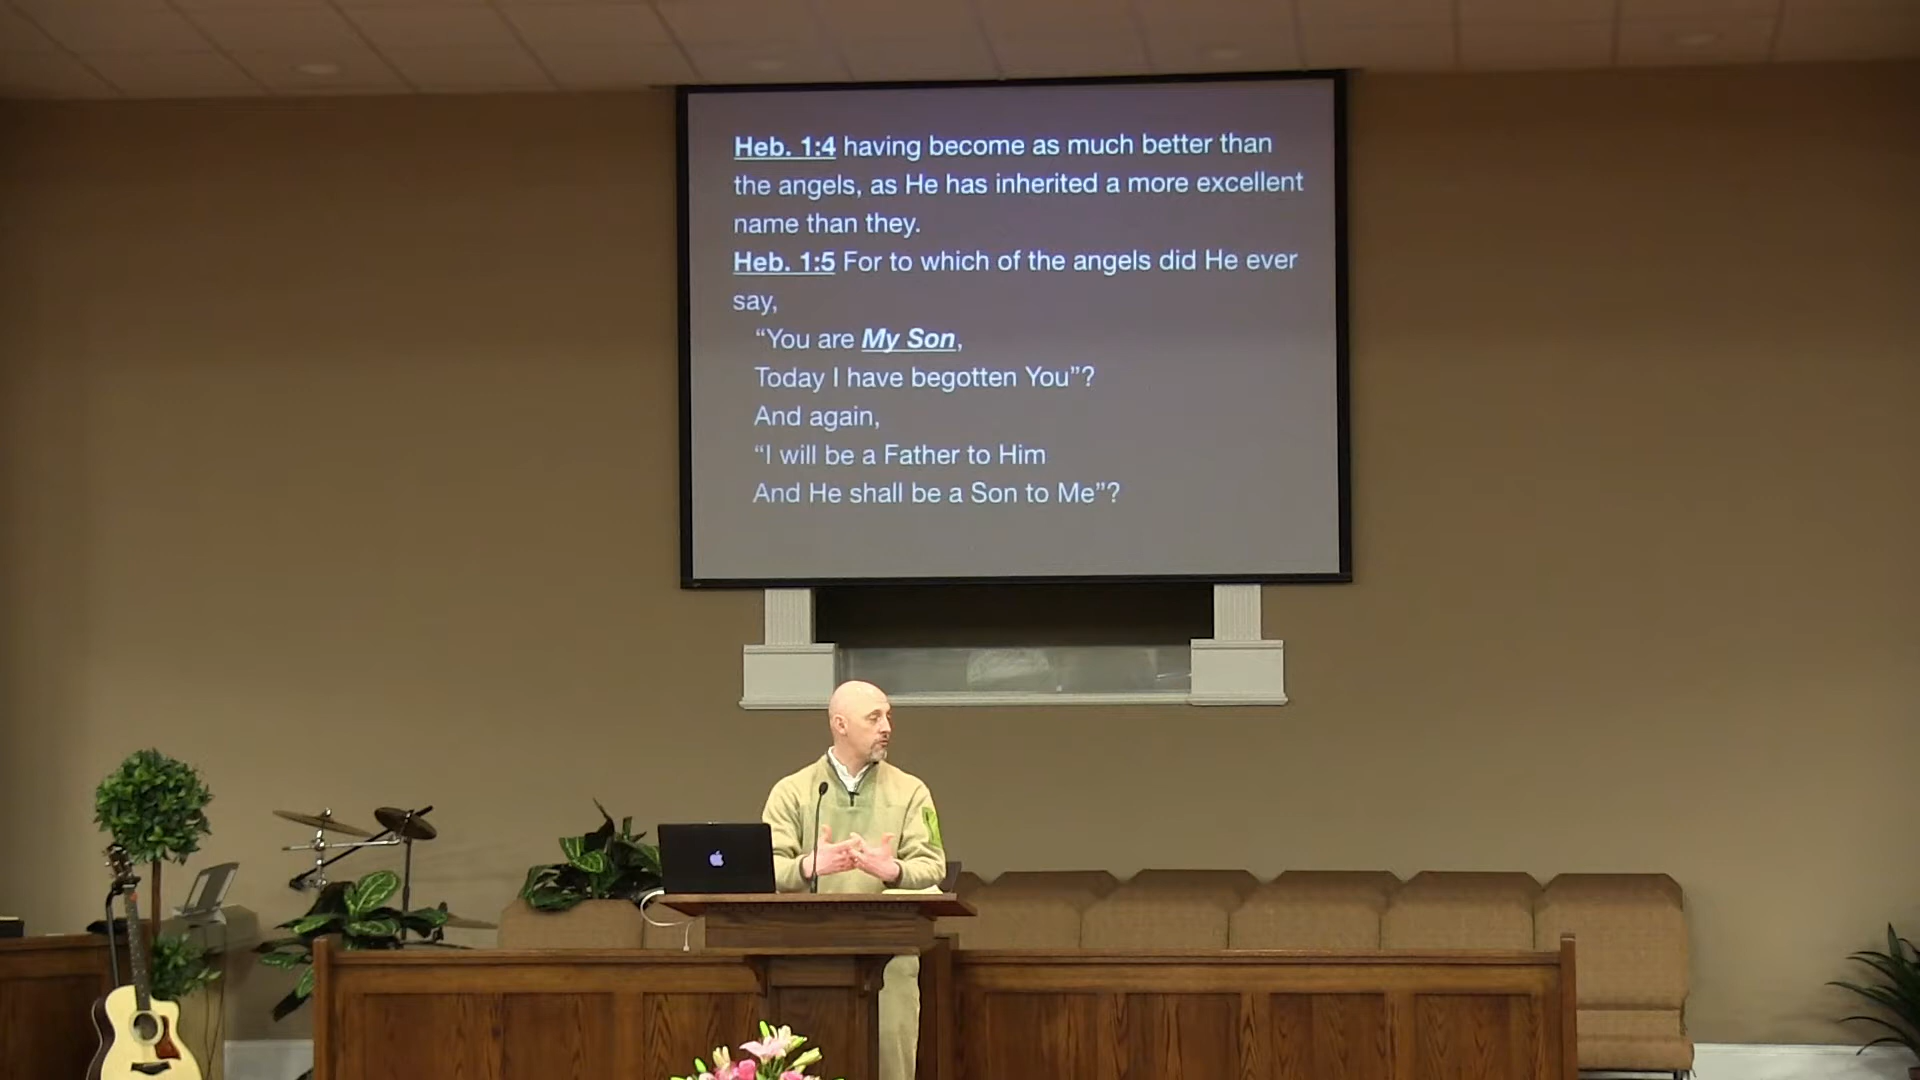 Heb. 1:4 having become as much better than
the angels, as He has inherited a more excellent
name than they.
Heb. 1:5 For to which of the angels did He ever
say,
“You are My Son,
Today I have begotten You”?
And again,
“I will be a Father to Him
And He shall be a Son to Me”?